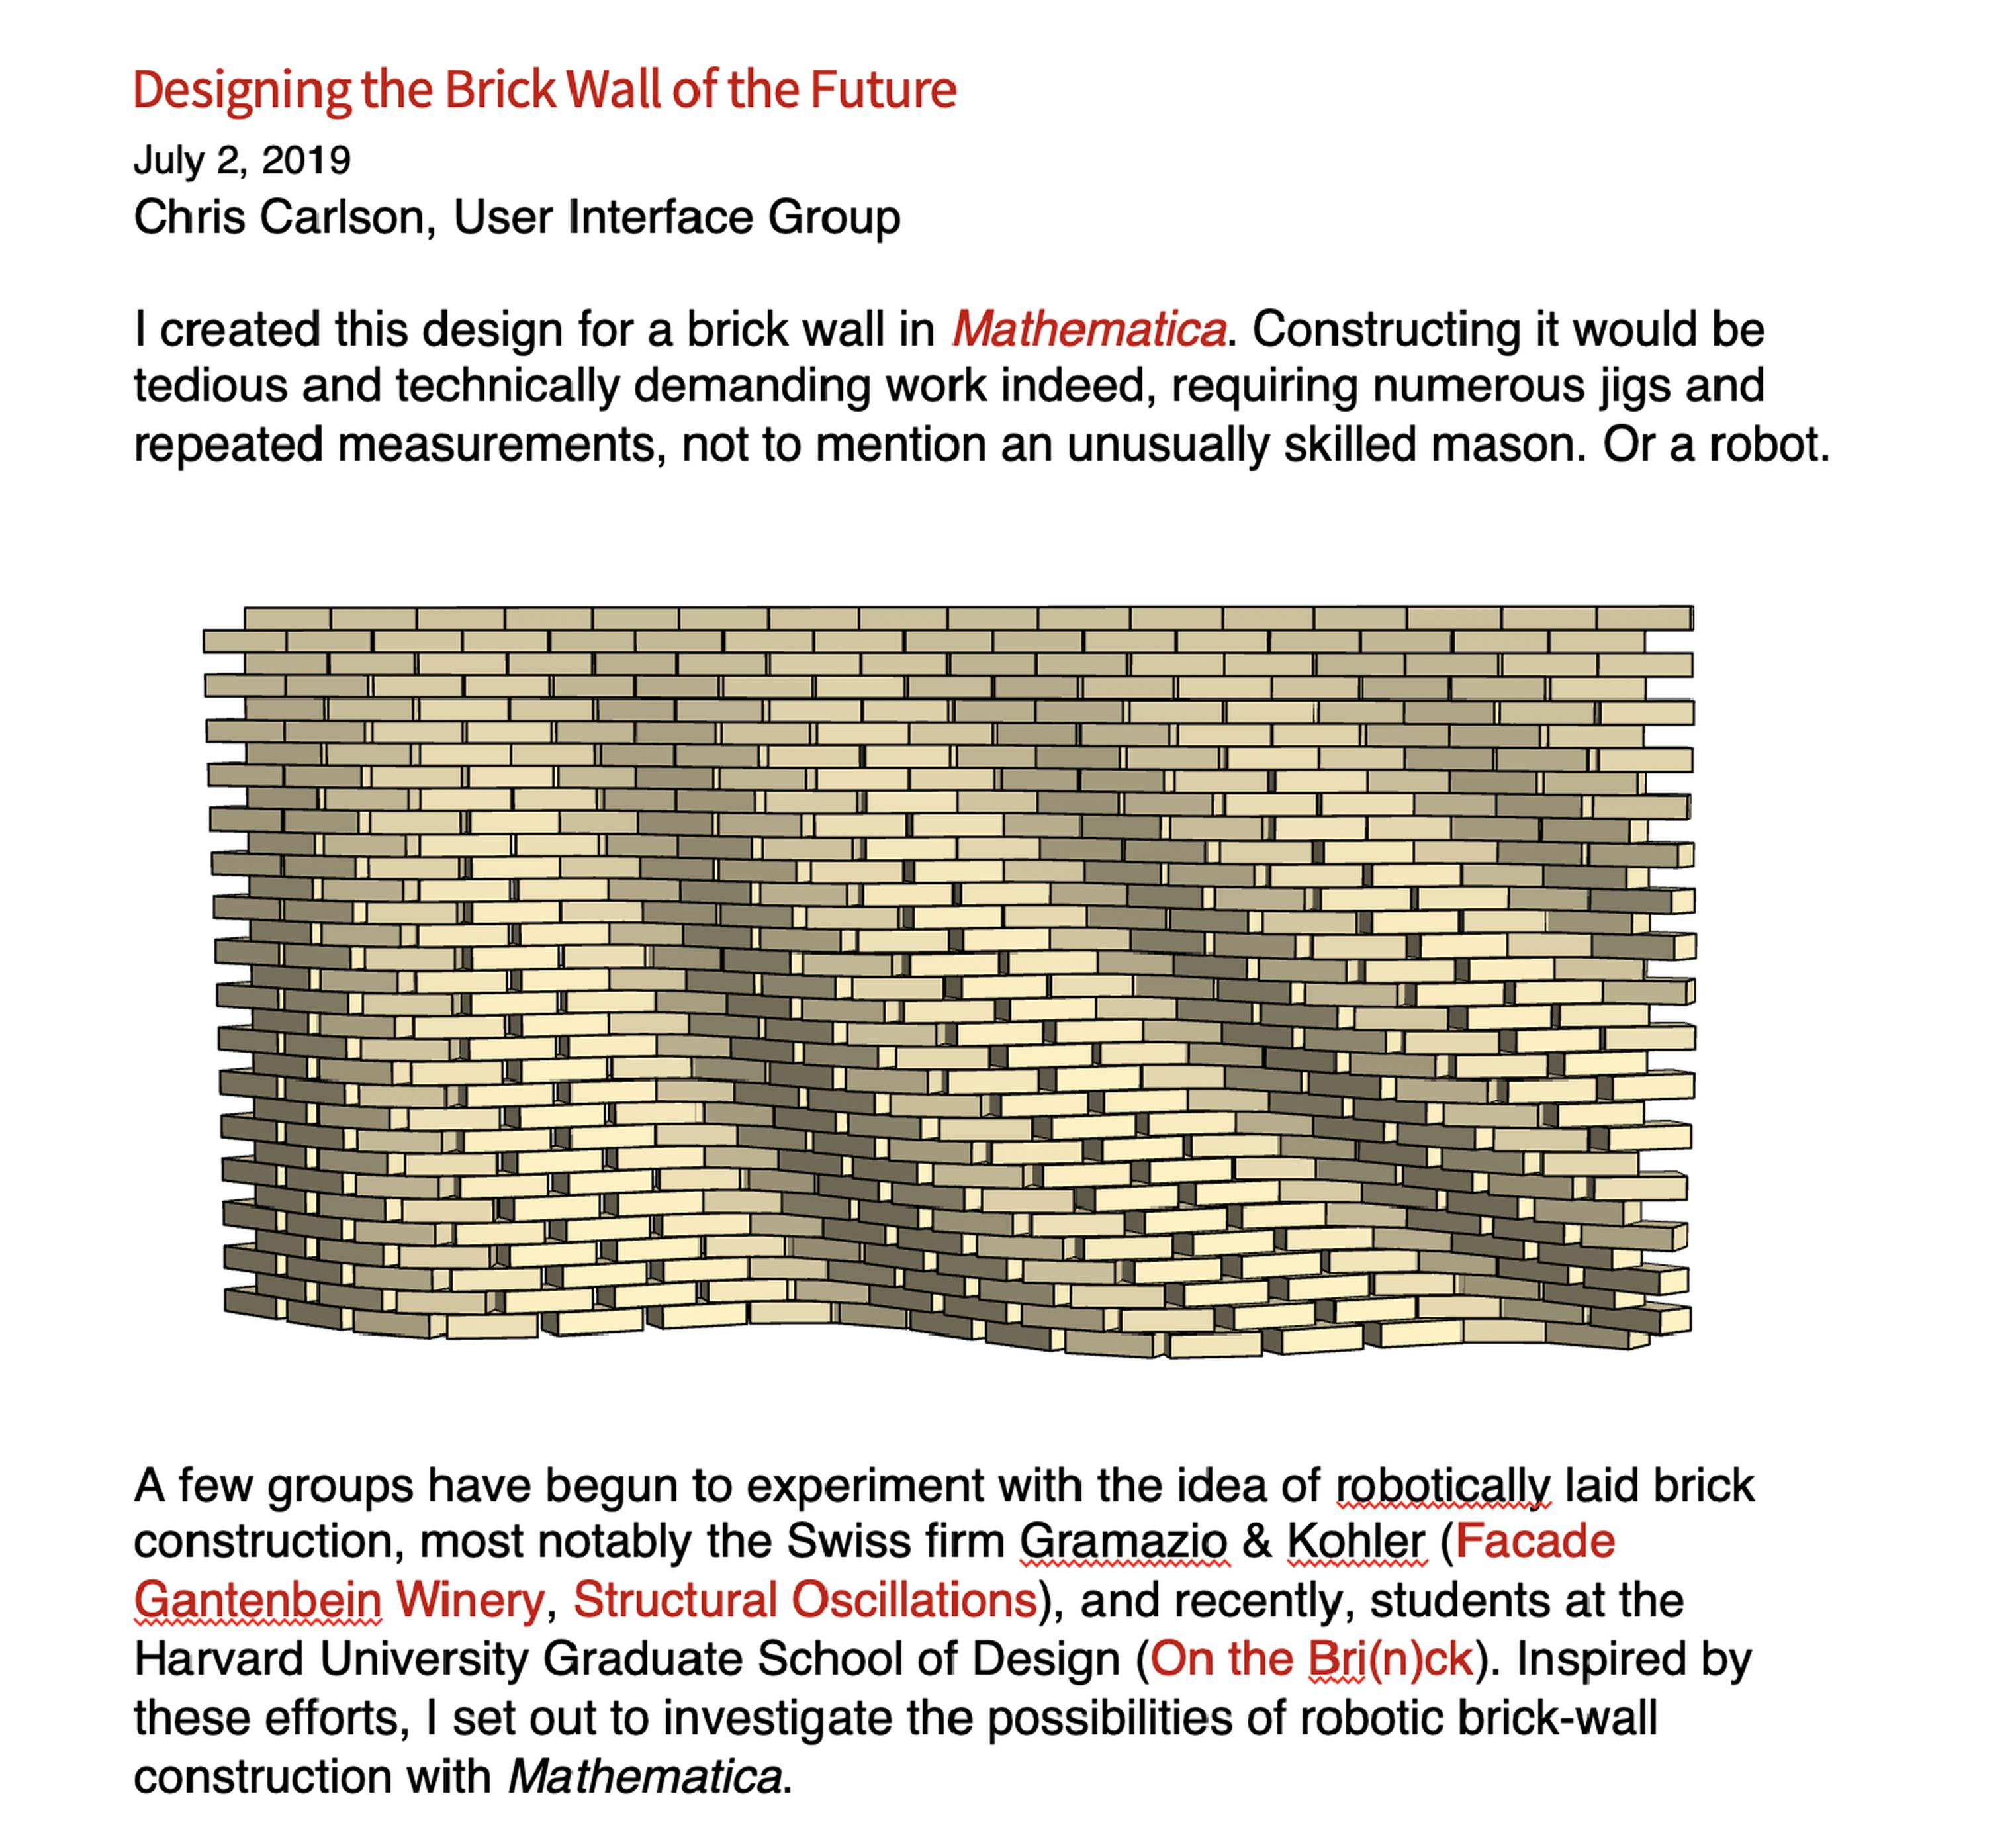 Designing the Brick Wall of the Future
July 2, 2019
Chris Carlson, User Interface Group
I created this design for a brick wall in Mathematica. Constructing it would be
tedious and technically demanding work indeed, requiring numerous jigs and
repeated measurements, not to mention an unusually skilled mason. Or a robot.
A few groups have begun to experiment with the idea of robotically laid brick
construction, most notably the Swiss firm Gramazio & Kohler (Facade
Gantenbein Winery, Structural Oscillations), and recently, students at the
Harvard University Graduate School of Design (On the Bri(n)ck). Inspired by
these efforts, I set out to investigate the possibilities of robotic brick-wall
construction with Mathematica.